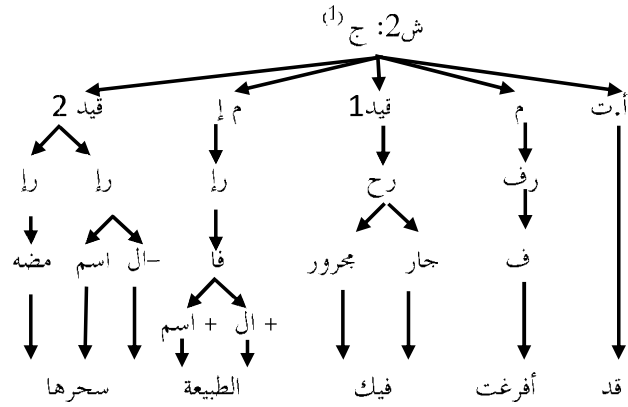 ش2: ج (1)
أ.ت م قيد1 م إ قيد 2
رف رح رإ رإ رإ
ف جار مجرور فا –ال اسم مضه
+ ال + اسم
قد أفرغت فيك الطبيعة سحرها